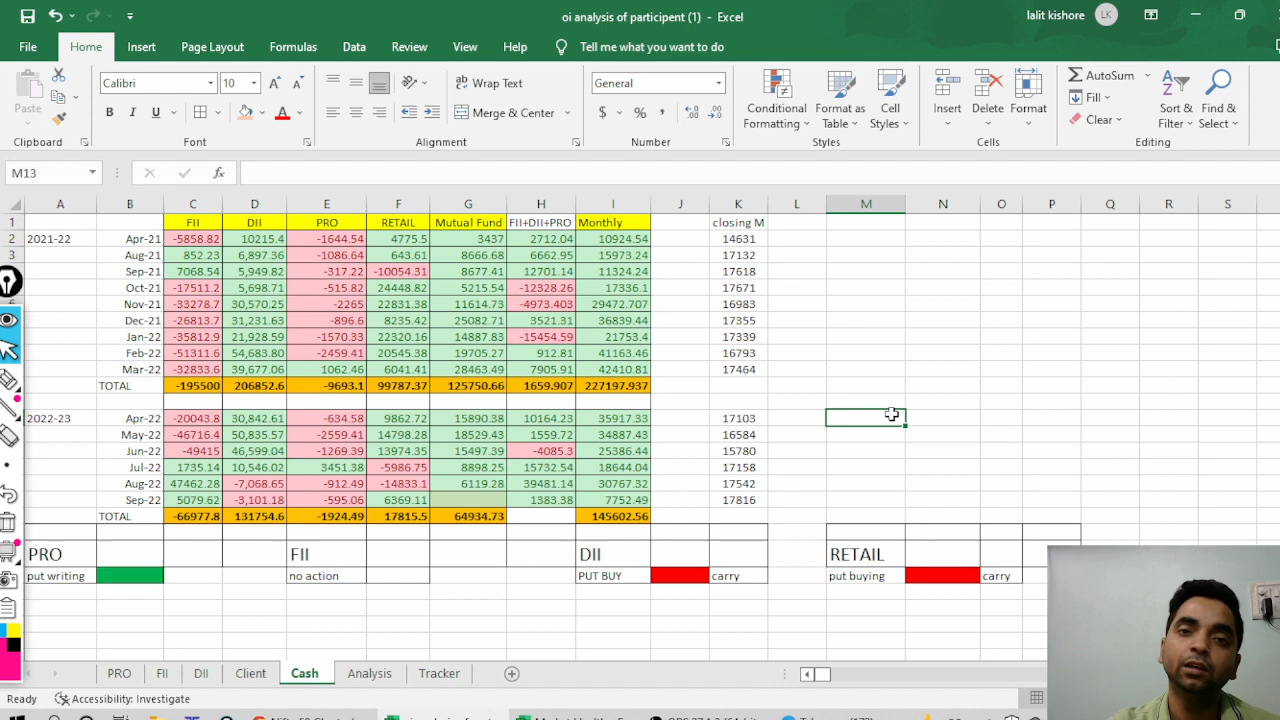 oi analysis of participent (1) - Excel
lalit kishore LK
File Home Insert Page Layout Formulas Data Review View Help Tell me what you want to do
Paste
Calibri 10
B I U
Wrap Text
Merge & Center
General
$ %
Conditional Formatting
Format as Table
Cell Styles
Insert
Delete
Format
AutoSum
Fill
Clear
Sort & Filter
Find & Select
Clipboard Font Alignment Number Styles Cells Editing
M13 fx
A B C D E F G H I J K L M N O P Q R S
1 FII DII PRO RETAIL Mutual Fund FII+DII+PRO Monthly closing M
2 2021-22 Apr-21 -5858.82 10215.4 -1644.54 4775.5 3437 2712.04 10924.54 14631
3 Aug-21 852.23 6,897.36 -1086.64 643.61 8666.68 6662.95 15973.24 17132
Sep-21 7068.54 5,949.82 -317.22 -10054.31 8677.41 12701.14 11324.24 17618
Oct-21 -17511.2 5,698.71 -515.82 24448.82 5215.54 -12328.26 17336.1 17671
Nov-21 -33278.7 30,570.25 -2265 22831.38 11614.73 -4973.403 29472.707 16983
Dec-21 -26813.7 31,231.63 -896.6 8235.42 25082.71 3521.31 36839.44 17355
Jan-22 -35812.9 21,928.59 -1570.33 22320.16 14887.83 -15454.59 21753.4 17339
Feb-22 -51311.6 54,683.80 -2459.41 20545.38 19705.27 912.81 41163.46 16793
Mar-22 -32833.6 39,677.06 1062.46 6041.41 28463.49 7905.91 42410.81 17464
TOTAL -195500 206852.6 -9693.1 99787.37 125750.66 1659.907 227197.937
2022-23 Apr-22 -20043.8 30,842.61 -634.58 9862.72 15890.38 10164.23 35917.33 17103
May-22 -46716.4 50,835.57 -2559.41 14798.28 18529.43 1559.72 34887.43 16584
Jun-22 -49415 46,599.04 -1269.39 13974.35 15497.39 -4085.3 25386.44 15780
Jul-22 1735.14 10,546.02 3451.38 -5986.75 8898.25 15732.54 18644.04 17158
Aug-22 47462.28 -7,068.65 -912.49 -14833.1 6119.28 39481.14 30767.32 17542
Sep-22 5079.62 -3,101.18 -595.06 6369.11 1383.38 7752.49 17816
TOTAL -66977.8 131754.6 -1924.49 17815.5 64934.73 145602.56
PRO FII DII RETAIL
put writing no action PUT BUY carry put buying carry
PRO FII DII Client Cash Analysis Tracker
Ready Accessibility: Investigate